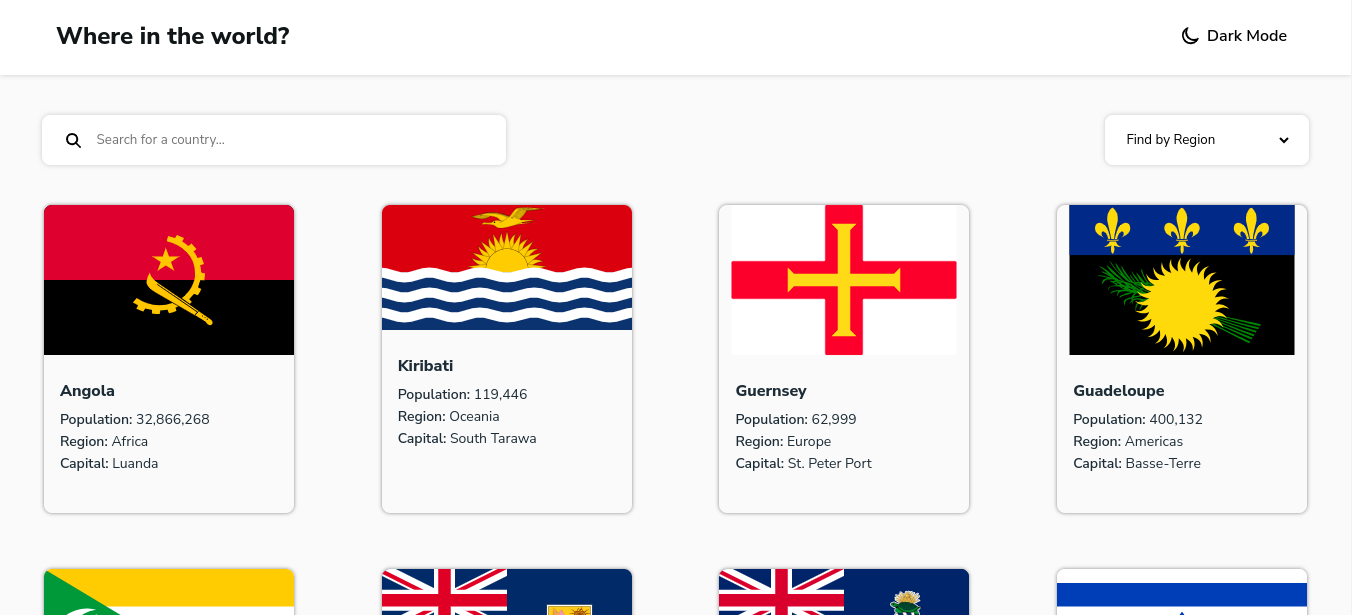 Where in the world?
Dark Mode
Search for a country...
Find by Region
Angola
Population: 32,866,268
Region: Africa
Capital: Luanda
Kiribati
Population: 119,446
Region: Oceania
Capital: South Tarawa
Guernsey
Population: 62,999
Region: Europe
Capital: St. Peter Port
Guadeloupe
Population: 400,132
Region: Americas
Capital: Basse-Terre